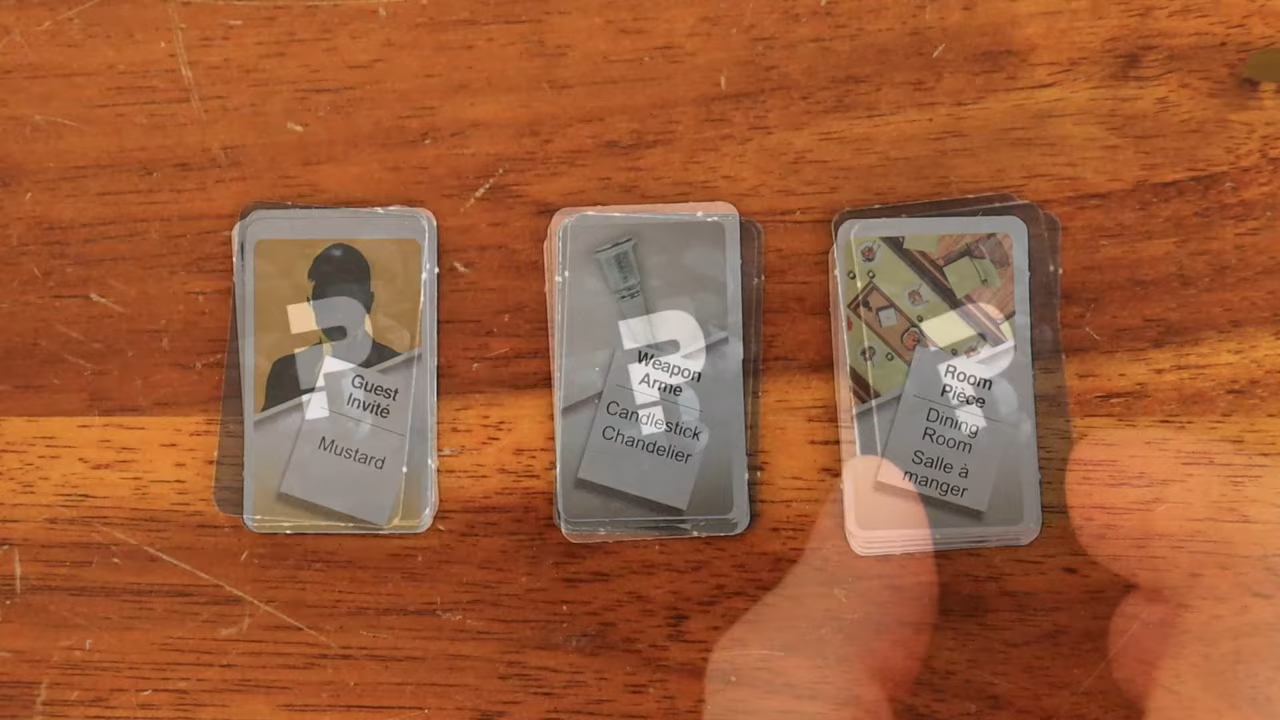 Guest
Invité
Mustard
Weapon
Arme
Candlestick
Chandelier
Room
Pièce
Dining
Room
Salle à
manger